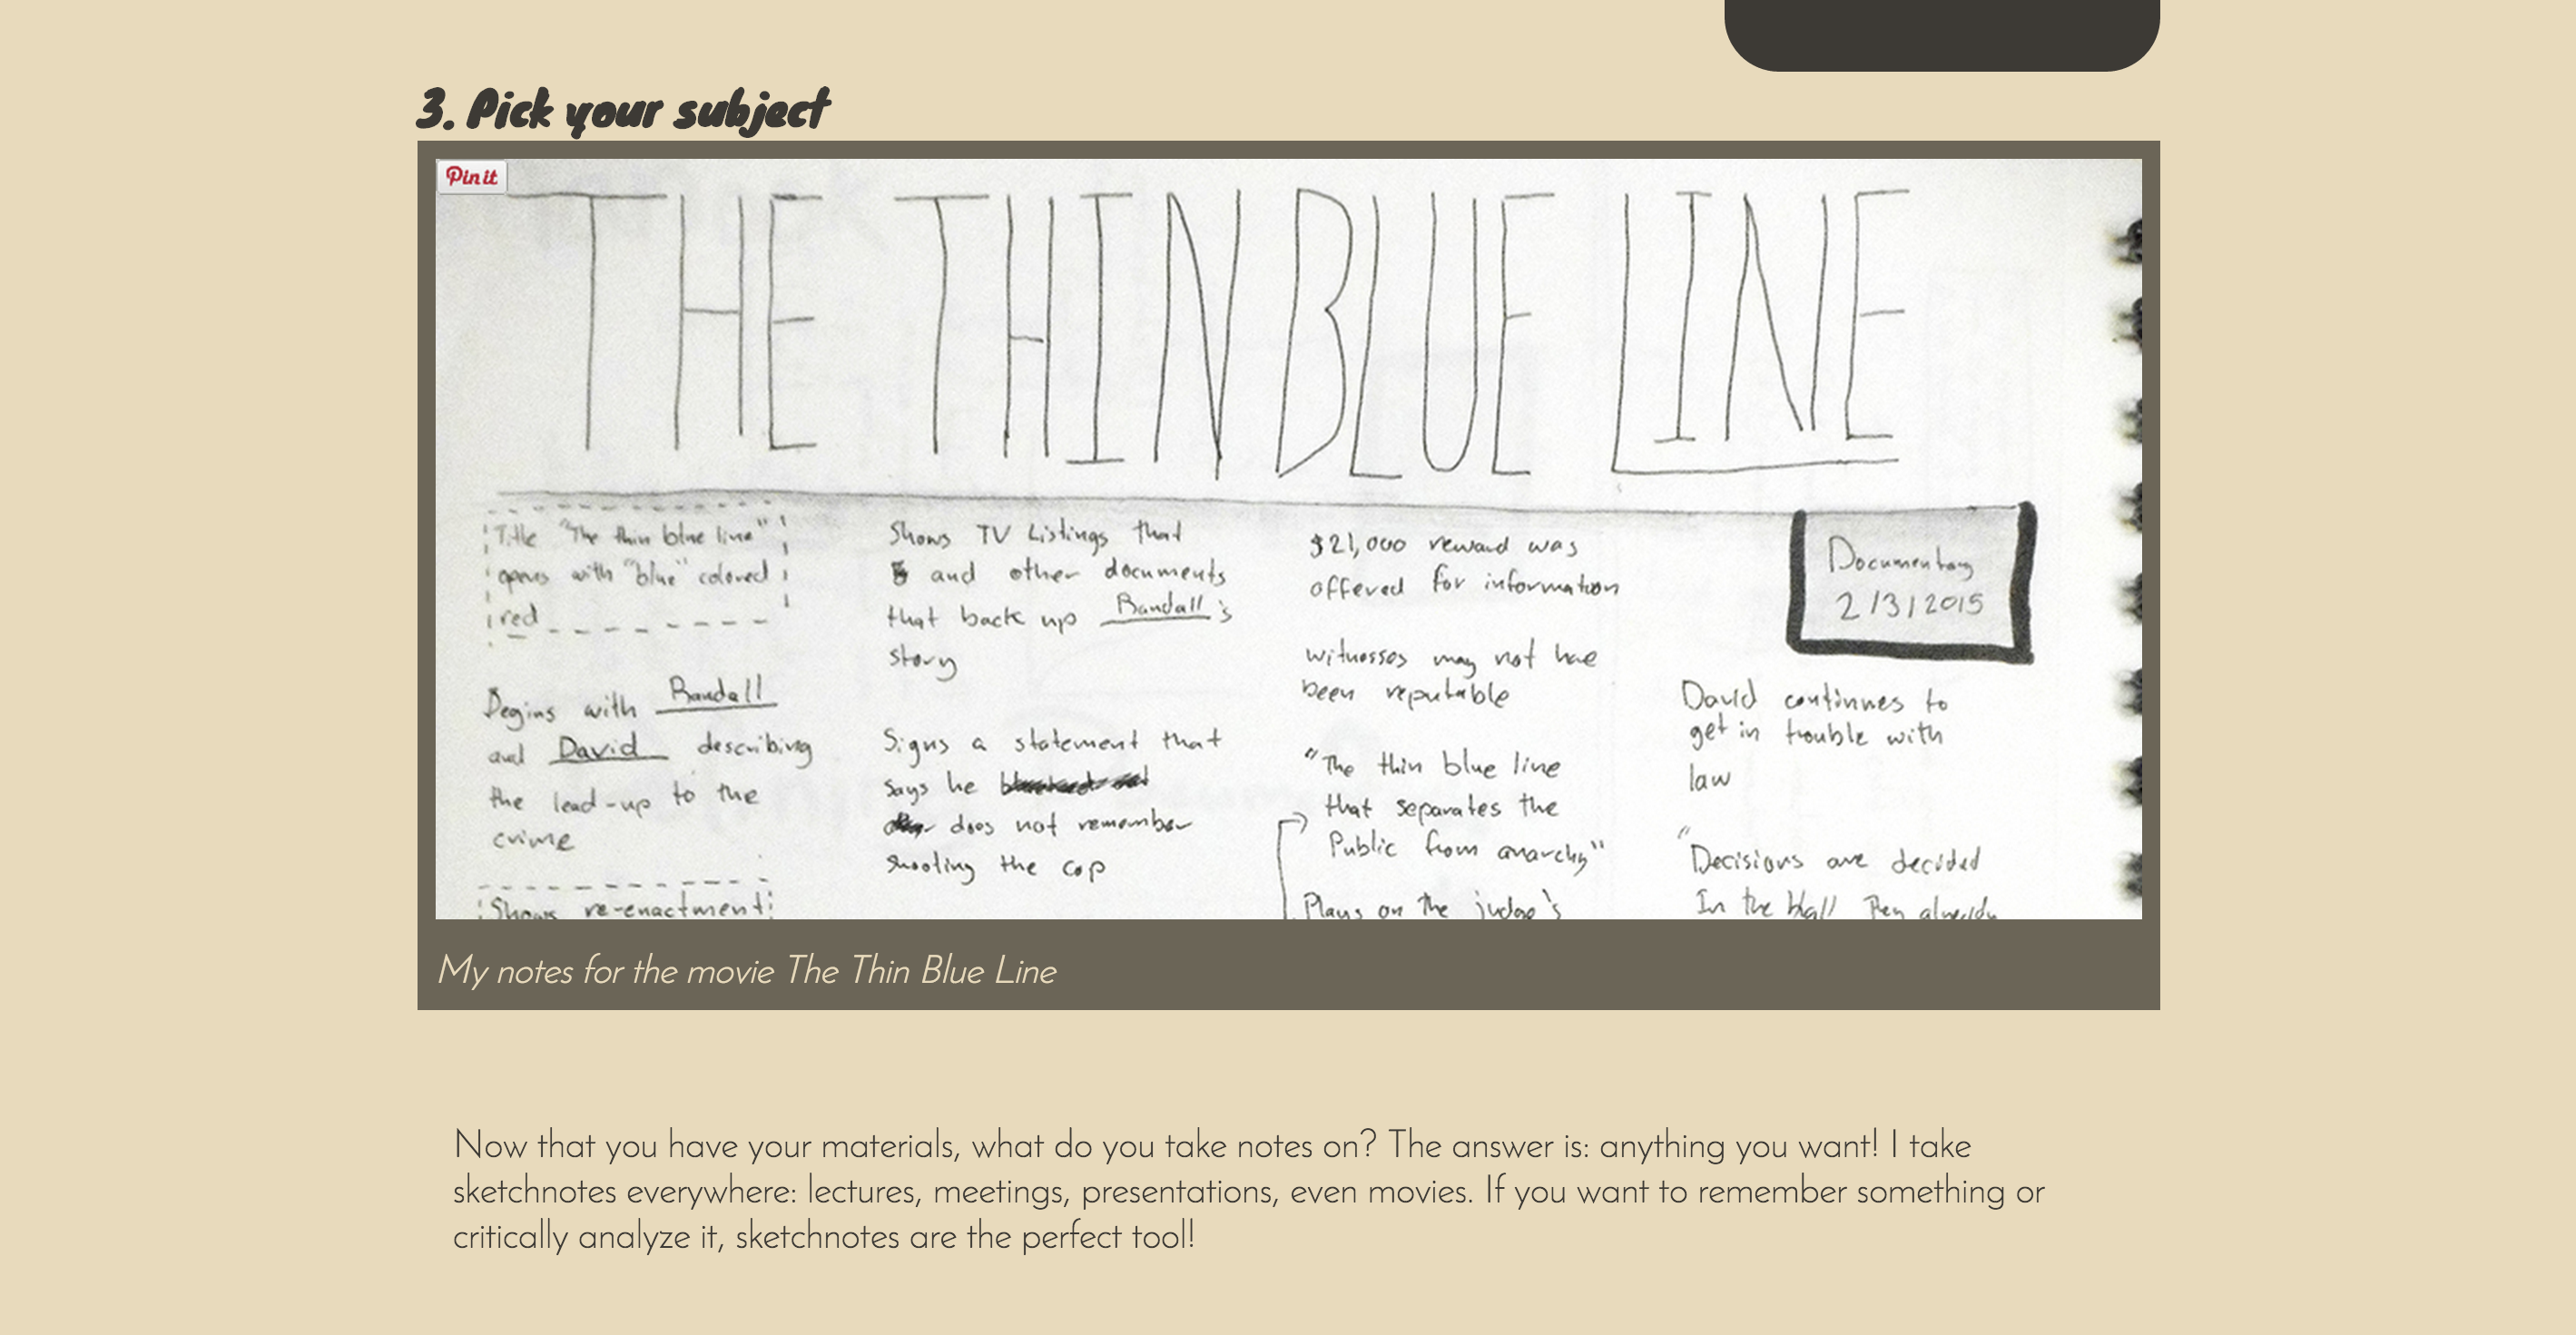 3. Pick your subject
Pin it
THE THIN BLUE LINE
Title "The thin blue line"
opens with "blue" colored
red
Begins with Randall
and David describing
the lead-up to the
crime
Shows re-enactment
Shows TV Listings that
and other documents
that back up Randall's
story
Signs a statement that
says he
does not remember
shooting the cop
$21,000 reward was
offered for information
witnesses may not have
been reputable
"The thin blue line
that separates the
Public from anarchy"
Plays on the judge's
Documentary
2/3/2015
David continues to
get in trouble with
law
"Decisions are decided
In the Hall They already
My notes for the movie The Thin Blue Line
Now that you have your materials, what do you take notes on? The answer is: anything you want! I take
sketchnotes everywhere: lectures, meetings, presentations, even movies. If you want to remember something or
critically analyze it, sketchnotes are the perfect tool!